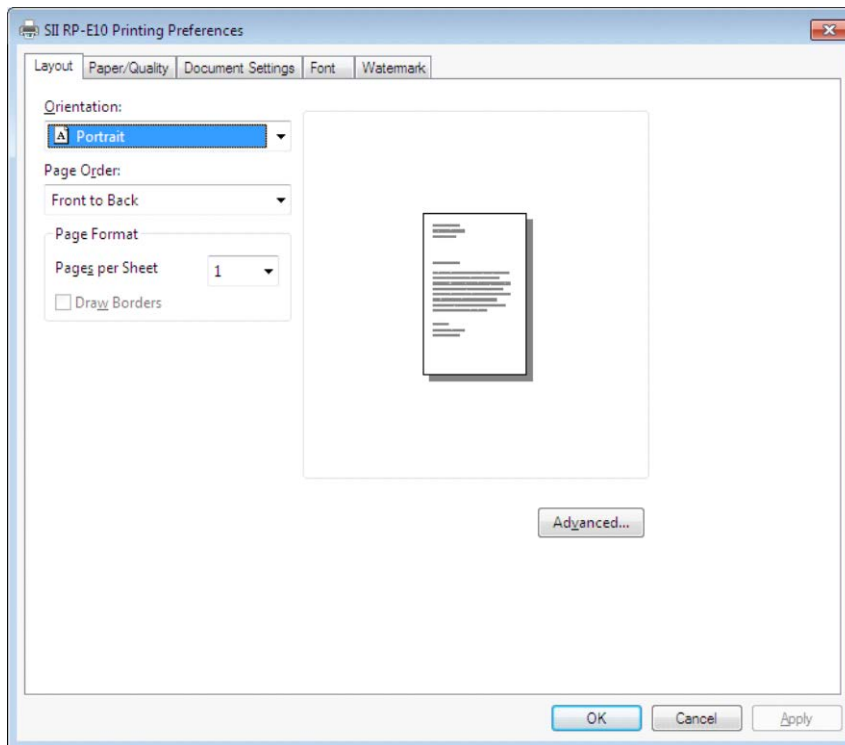 SII RP-E10 Printing Preferences
Layout Paper/Quality Document Settings Font Watermark
Orientation:
A Portrait
Page Order:
Front to Back
Page Format
Pages per Sheet 1
Draw Borders
Advanced...
OK Cancel Apply